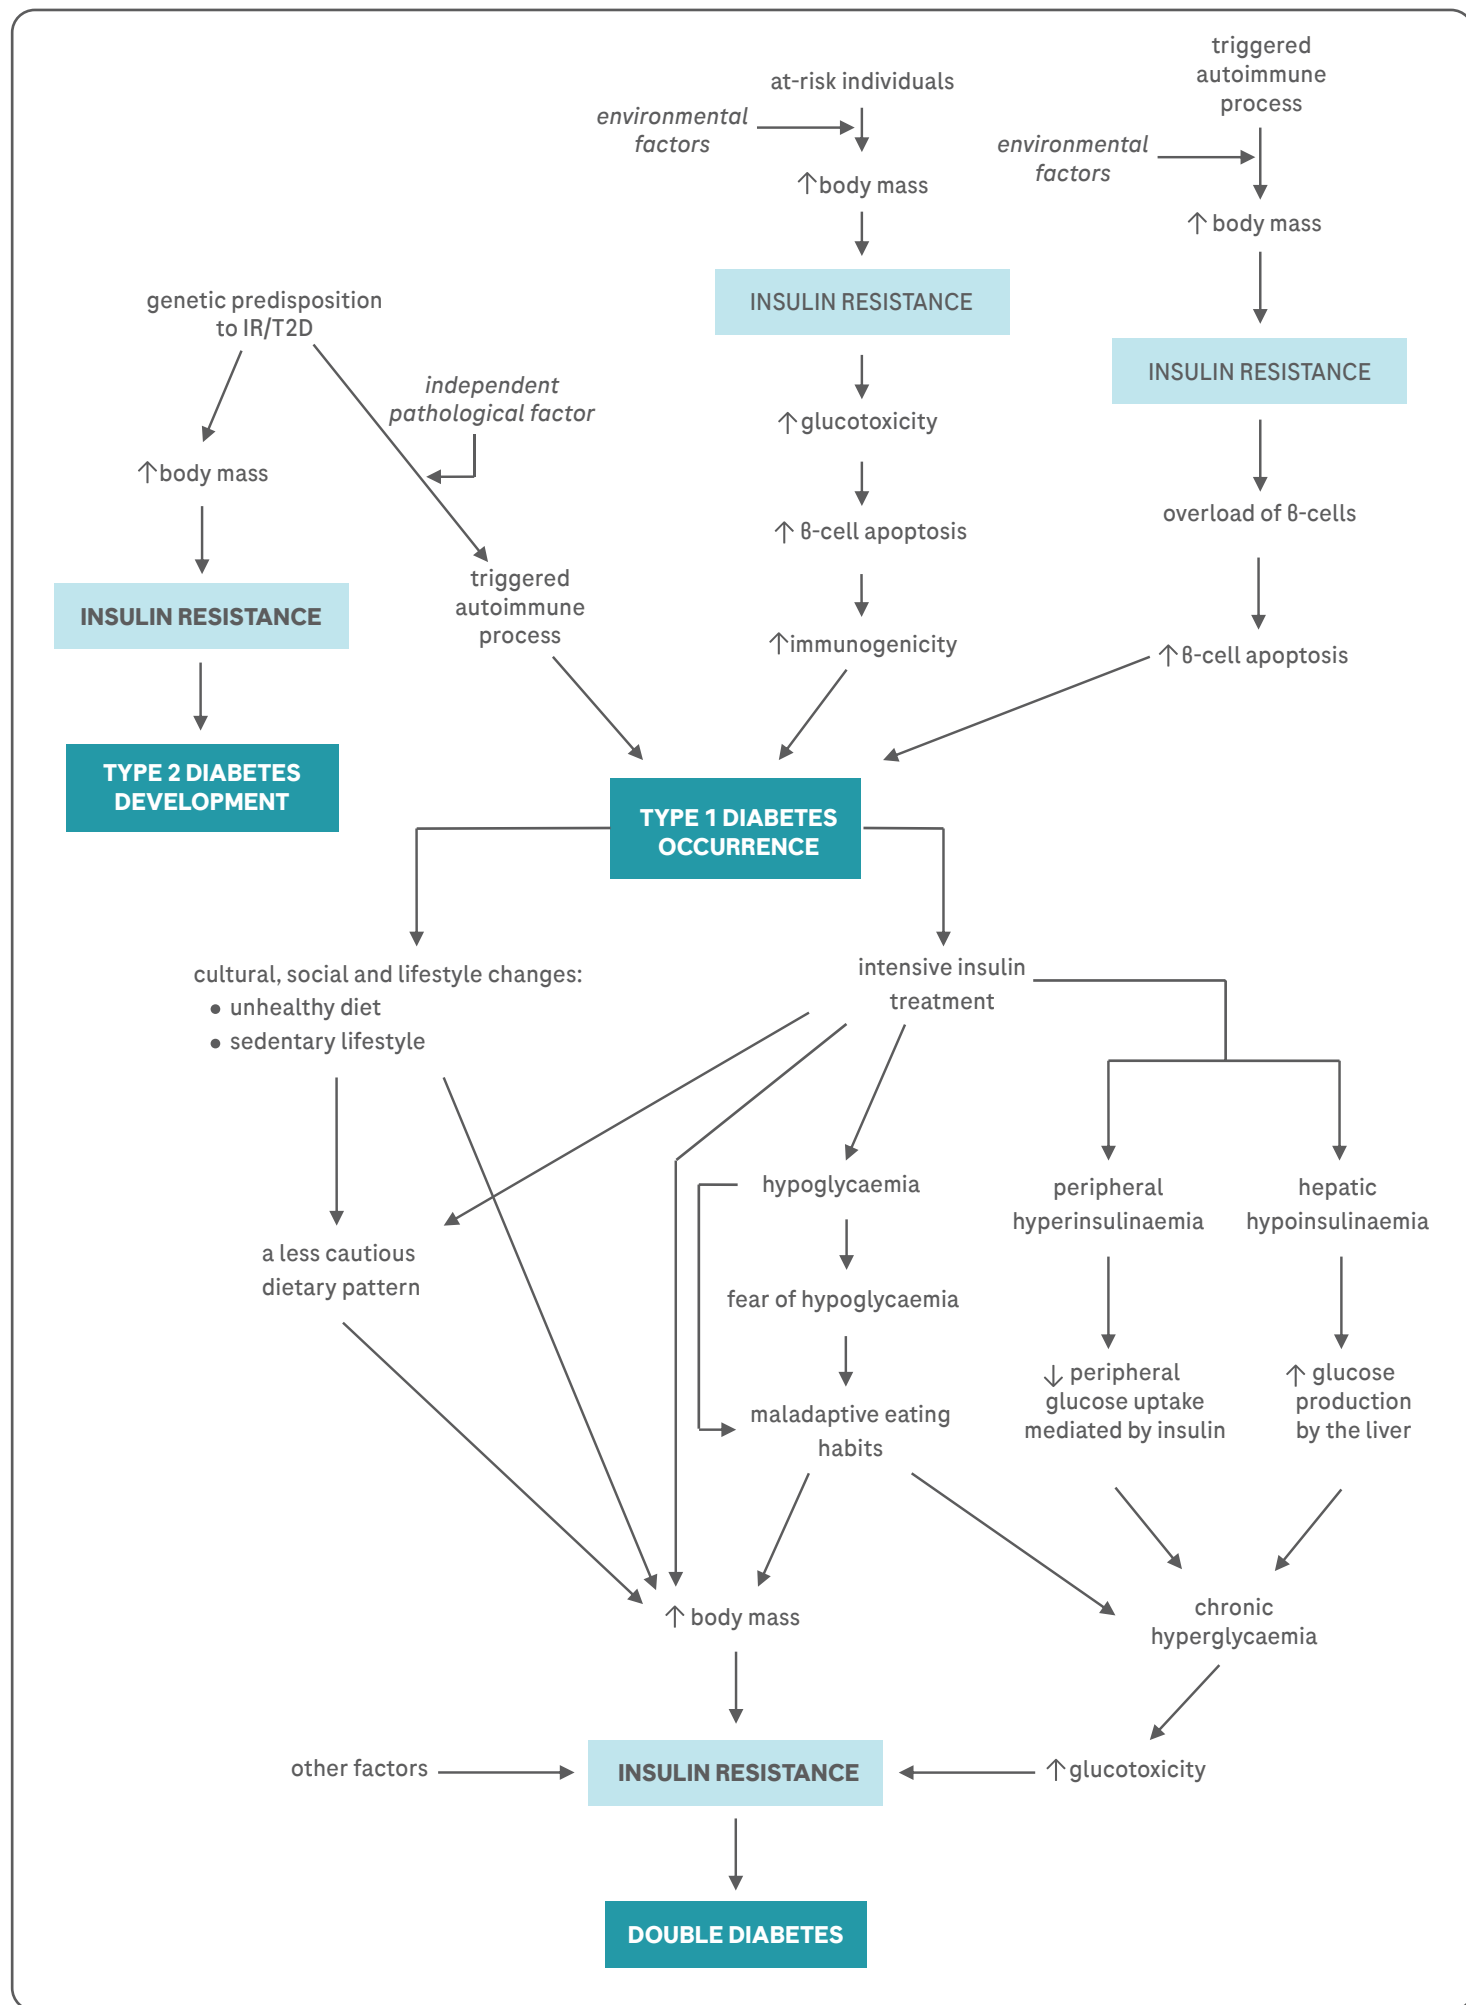 at-risk individuals
environmental
factors
↑body mass
INSULIN RESISTANCE
↑glucotoxicity
↑ β-cell apoptosis
↑immunogenicity
triggered
autoimmune
process
environmental
factors
↑ body mass
INSULIN RESISTANCE
overload of β-cells
↑ β-cell apoptosis
genetic predisposition
to IR/T2D
independent
pathological factor
↑body mass
INSULIN RESISTANCE
TYPE 2 DIABETES
DEVELOPMENT
triggered
autoimmune
process
TYPE 1 DIABETES
OCCURRENCE
cultural, social and lifestyle changes:
• unhealthy diet
• sedentary lifestyle
intensive insulin
treatment
a less cautious
dietary pattern
hypoglycaemia
fear of hypoglycaemia
maladaptive eating
habits
peripheral
hyperinsulinaemia
hepatic
hypoinsulinaemia
↓ peripheral
glucose uptake
mediated by insulin
↑ glucose
production
by the liver
↑ body mass
chronic
hyperglycaemia
other factors
INSULIN RESISTANCE
↑glucotoxicity
DOUBLE DIABETES